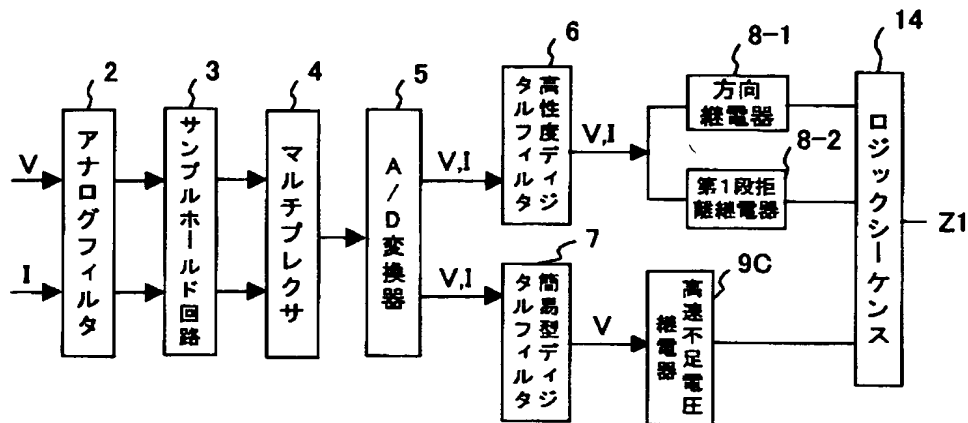 2
3
4
5
6
8-1
14
V
I
アナログフィルタ
サンプルホールド回路
マルチプレクサ
A/D変換器
V,I
高性度ディジ
タルフィルタ
V,I
方向
継電器
8-2
第1段拒
離継電器
ロジックシーケンス
Z1
V,I
7
簡易型ディジ
タルフィルタ
V
9C
高速不足電圧
継電器